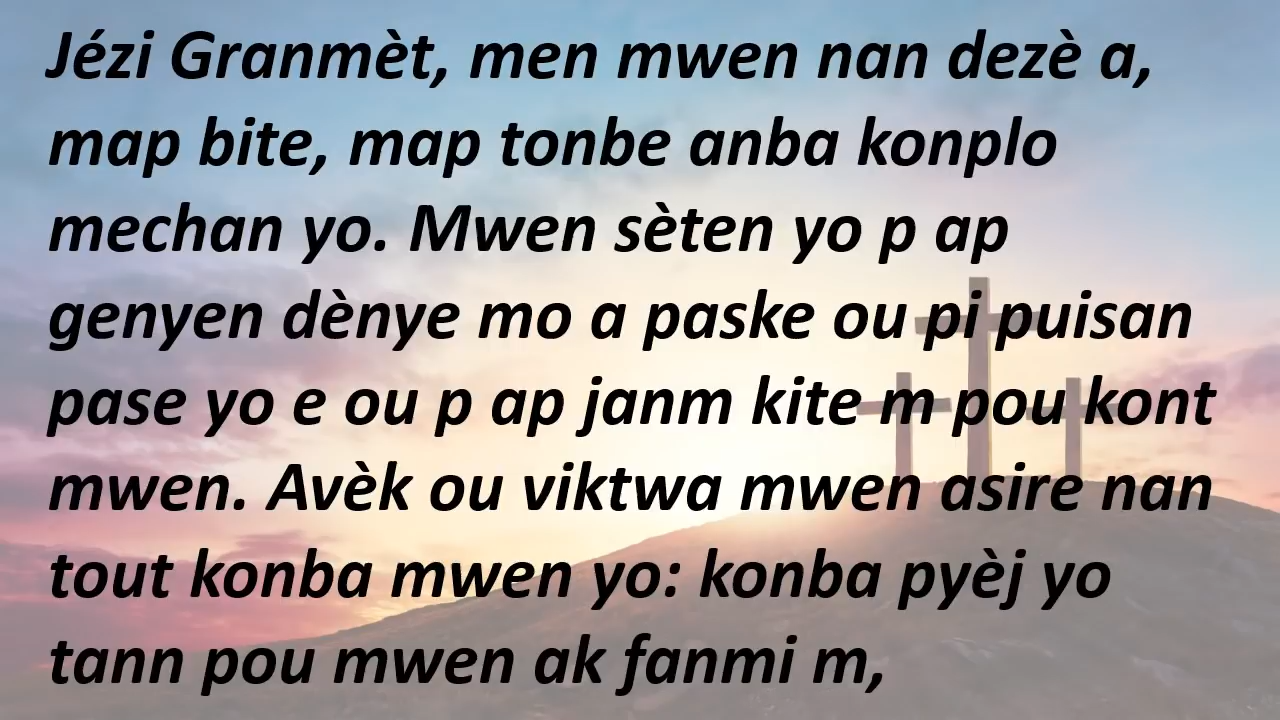 Jézi Granmèt, men mwen nan dezè a,
map bite, map tonbe anba konplo
mechan yo. Mwen sèten yo p ap
genyen dènye mo a paske ou pi puisan
pase yo e ou p ap janm kite m pou kont
mwen. Avèk ou viktwa mwen asire nan
tout konba mwen yo: konba pyèj yo
tann pou mwen ak fanmi m,